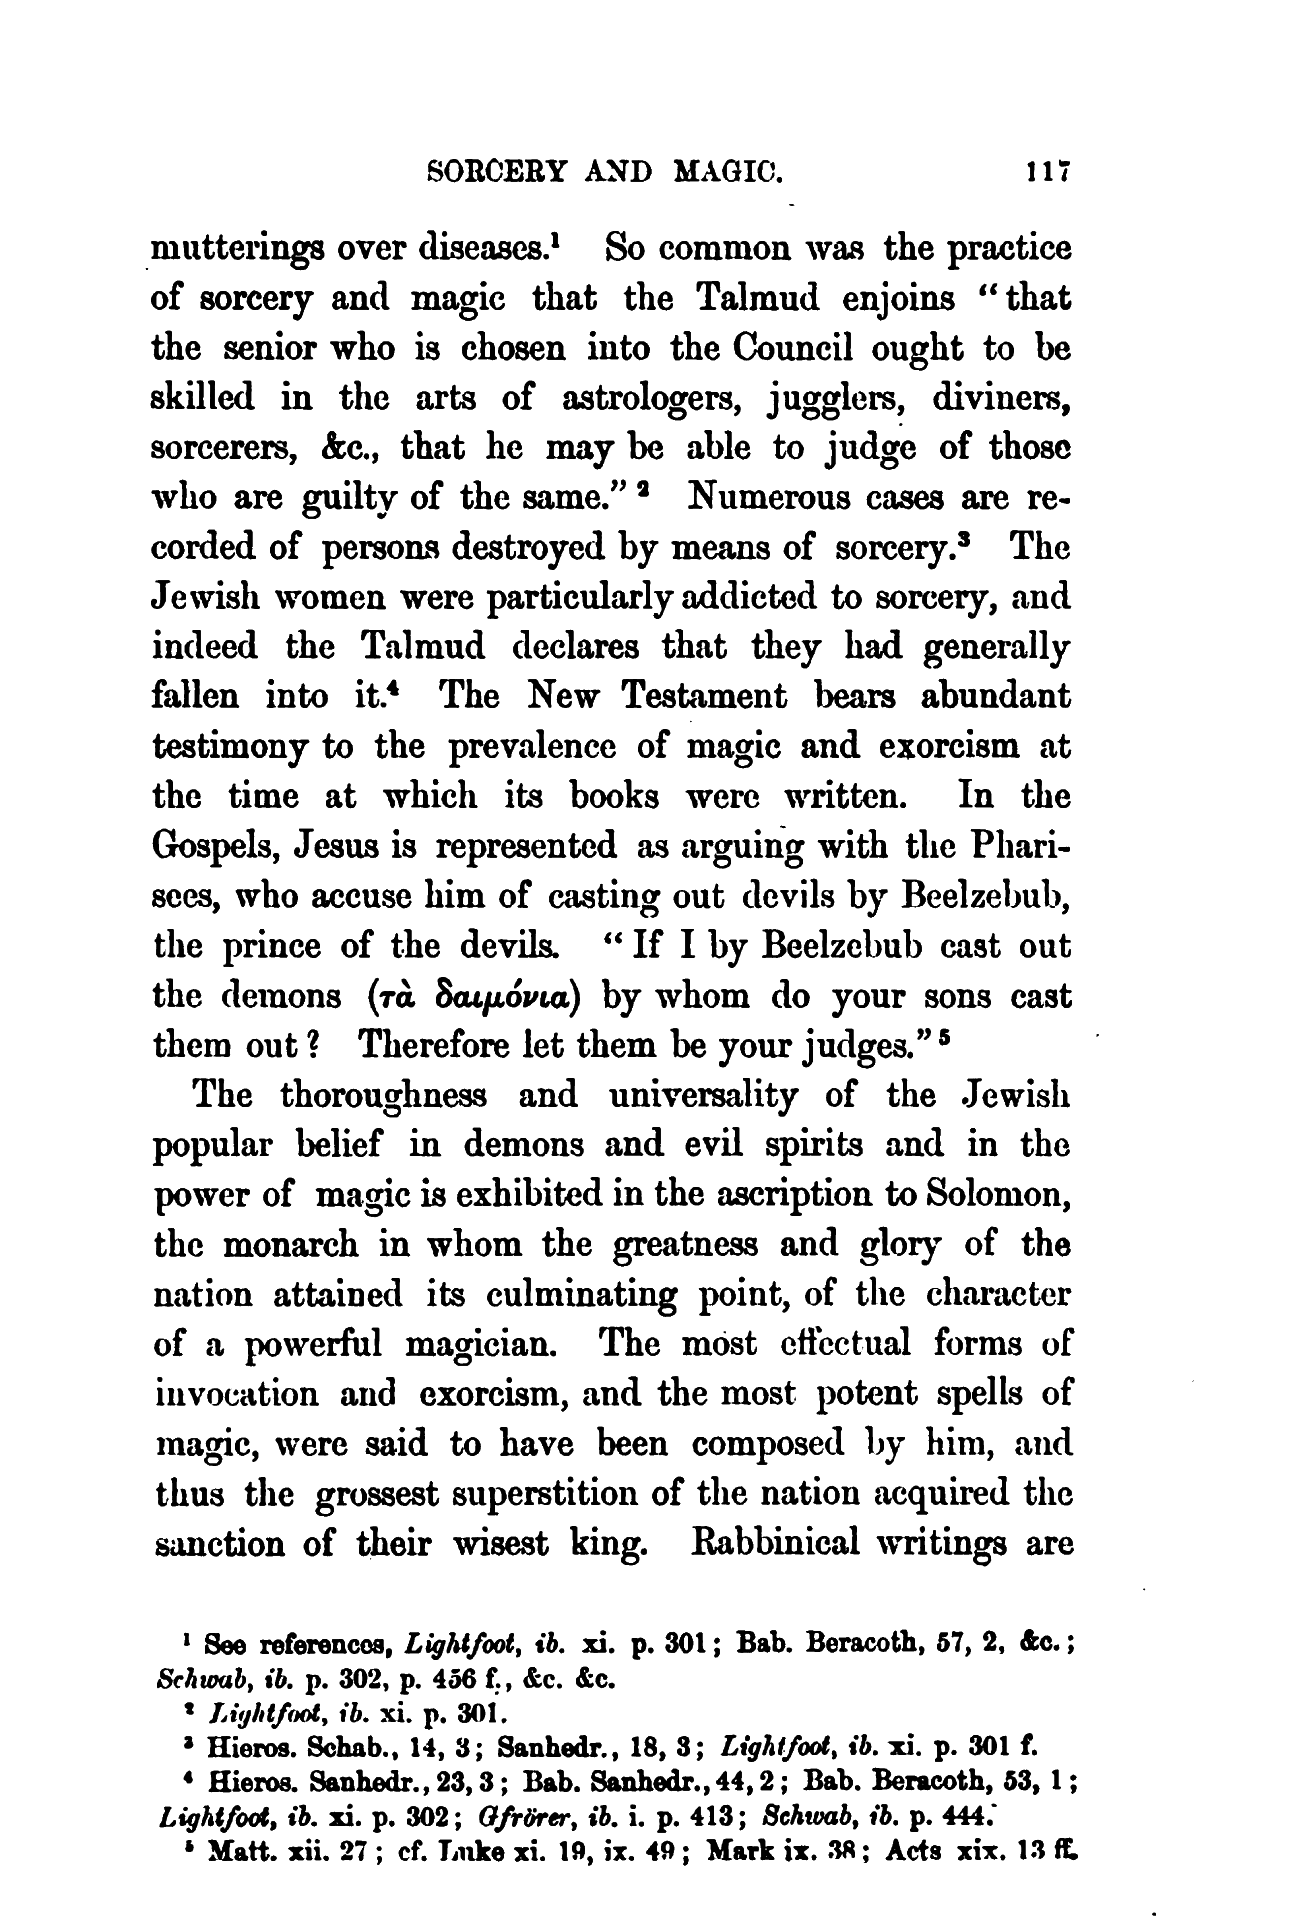 SORCERY AND MAGIC. 117
mutterings over diseases.¹ So common was the practice
of sorcery and magic that the Talmud enjoins “that
the senior who is chosen into the Council ought to be
skilled in the arts of astrologers, jugglers, diviners,
sorcerers, &c., that he may be able to judge of those
who are guilty of the same.” ² Numerous cases are re-
corded of persons destroyed by means of sorcery.³ The
Jewish women were particularly addicted to sorcery, and
indeed the Talmud declares that they had generally
fallen into it.⁴ The New Testament bears abundant
testimony to the prevalence of magic and exorcism at
the time at which its books were written. In the
Gospels, Jesus is represented as arguing with the Phari-
sees, who accuse him of casting out devils by Beelzebub,
the prince of the devils. “If I by Beelzebub cast out
the demons (τὰ δαιμόνια) by whom do your sons cast
them out? Therefore let them be your judges.” ⁵
The thoroughness and universality of the Jewish
popular belief in demons and evil spirits and in the
power of magic is exhibited in the ascription to Solomon,
the monarch in whom the greatness and glory of the
nation attained its culminating point, of the character
of a powerful magician. The most effectual forms of
invocation and exorcism, and the most potent spells of
magic, were said to have been composed by him, and
thus the grossest superstition of the nation acquired the
sanction of their wisest king. Rabbinical writings are
¹ See references, Lightfoot, ib. xi. p. 301; Bab. Beracoth, 57, 2, &c.;
Schwab, ib. p. 302, p. 456 f., &c. &c.
² Lightfoot, ib. xi. p. 301.
³ Hieros. Schab., 14, 3; Sanhedr., 18, 3; Lightfoot, ib. xi. p. 301 f.
⁴ Hieros. Sanhedr., 23, 3; Bab. Sanhedr., 44, 2; Bab. Beracoth, 53, 1;
Lightfoot, ib. xi. p. 302; Gfrörer, ib. i. p. 413; Schwab, ib. p. 444.
⁵ Matt. xii. 27; cf. Luke xi. 19, ix. 49; Mark ix. 38; Acts xix. 13 ff.